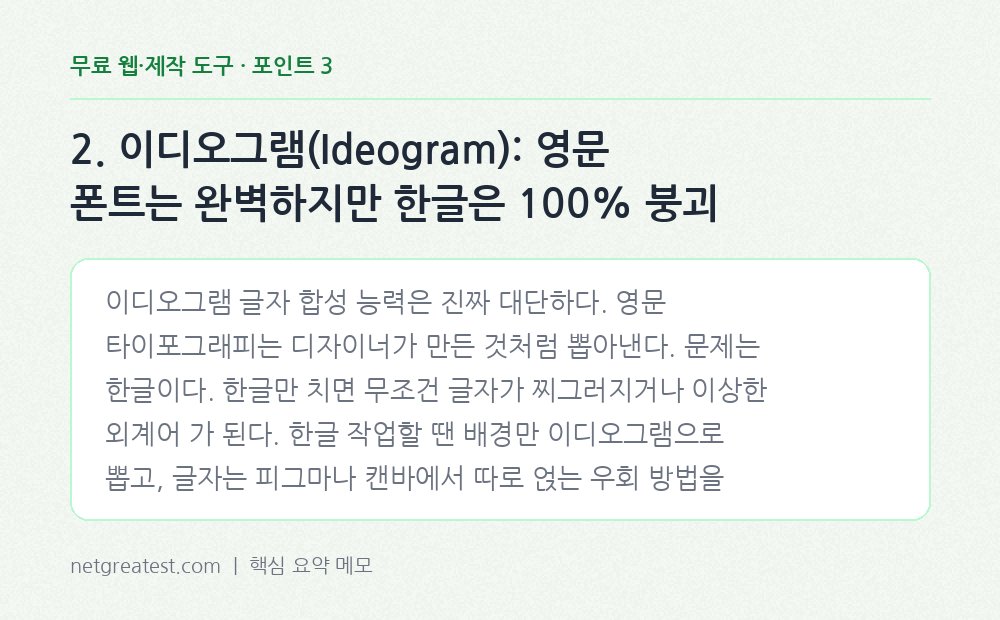 무료 웹·제작 도구 · 포인트 3
2. 이디오그램(Ideogram): 영문
폰트는 완벽하지만 한글은 100% 붕괴
이디오그램 글자 합성 능력은 진짜 대단하다. 영문
타이포그래피는 디자이너가 만든 것처럼 뽑아낸다. 문제는
한글이다. 한글만 치면 무조건 글자가 찌그러지거나 이상한
외계어 가 된다. 한글 작업할 땐 배경만 이디오그램으로
뽑고, 글자는 피그마나 캔바에서 따로 얹는 우회 방법을
netgreatest.com | 핵심 요약 메모